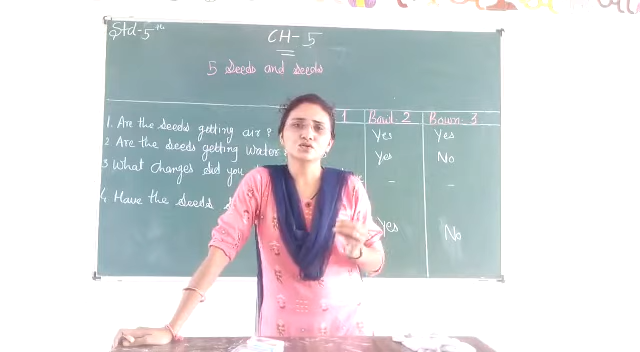 Std-5th
CH-5
5 Seeds and Seeds
1 Bowl 2 Bown 3
1. Are the seeds getting air? Yes Yes
2 Are the seeds getting water Yes No
3 What changes did you - -
4 Have the seeds Yes No